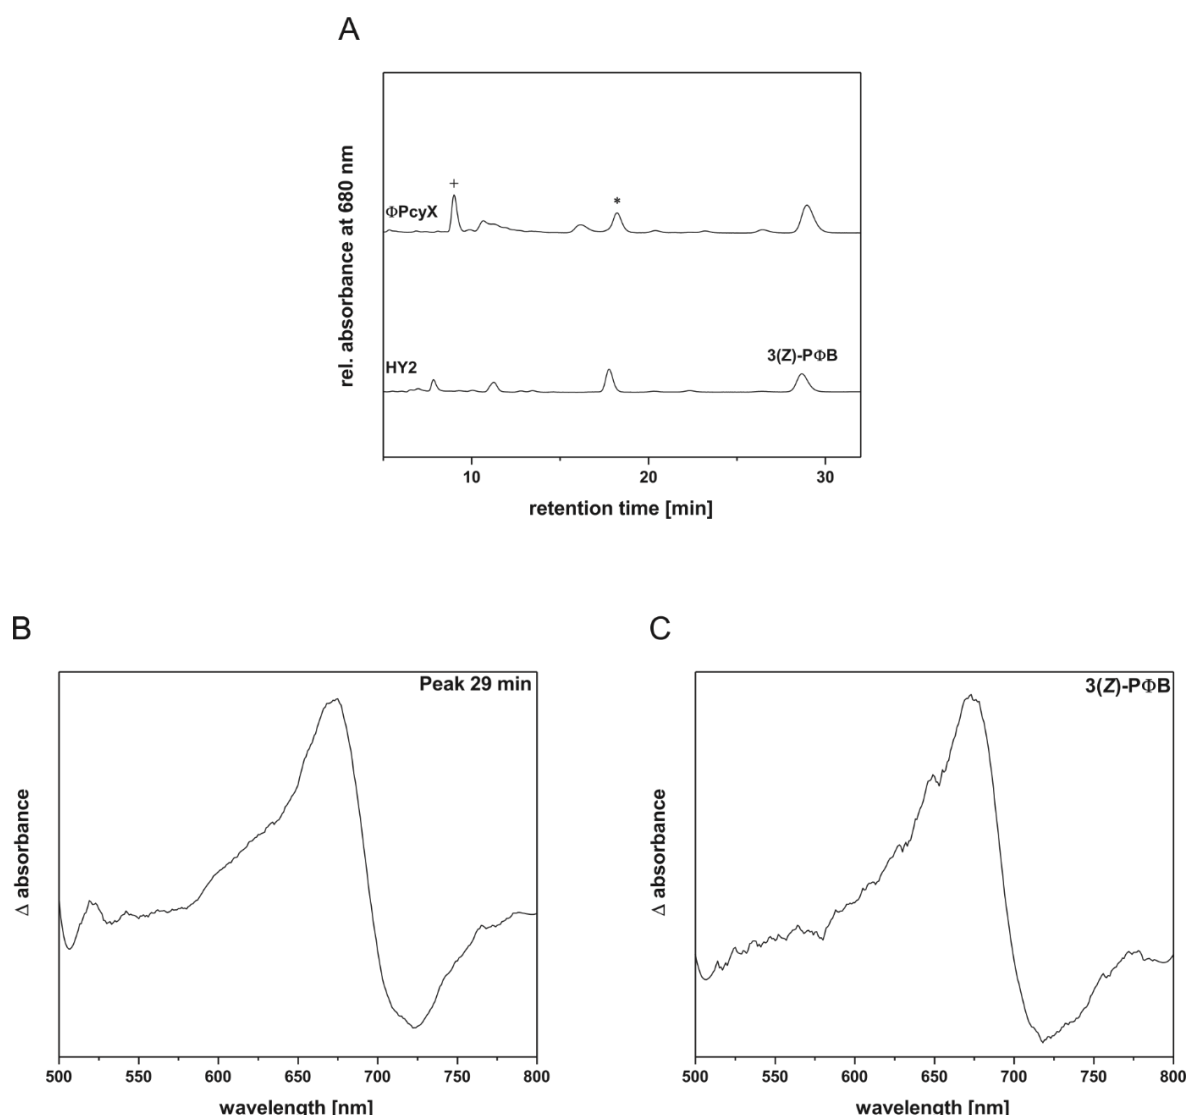 A
rel. absorbance at 680 nm
+
*
ΦPcyX
3(Z)-PΦB
HY2
10 20 30
retention time [min]
B
C
Peak 29 min
3(Z)-PΦB
Δ absorbance
Δ absorbance
500 550 600 650 700 750 800
500 550 600 650 700 750 800
wavelength [nm]
wavelength [nm]